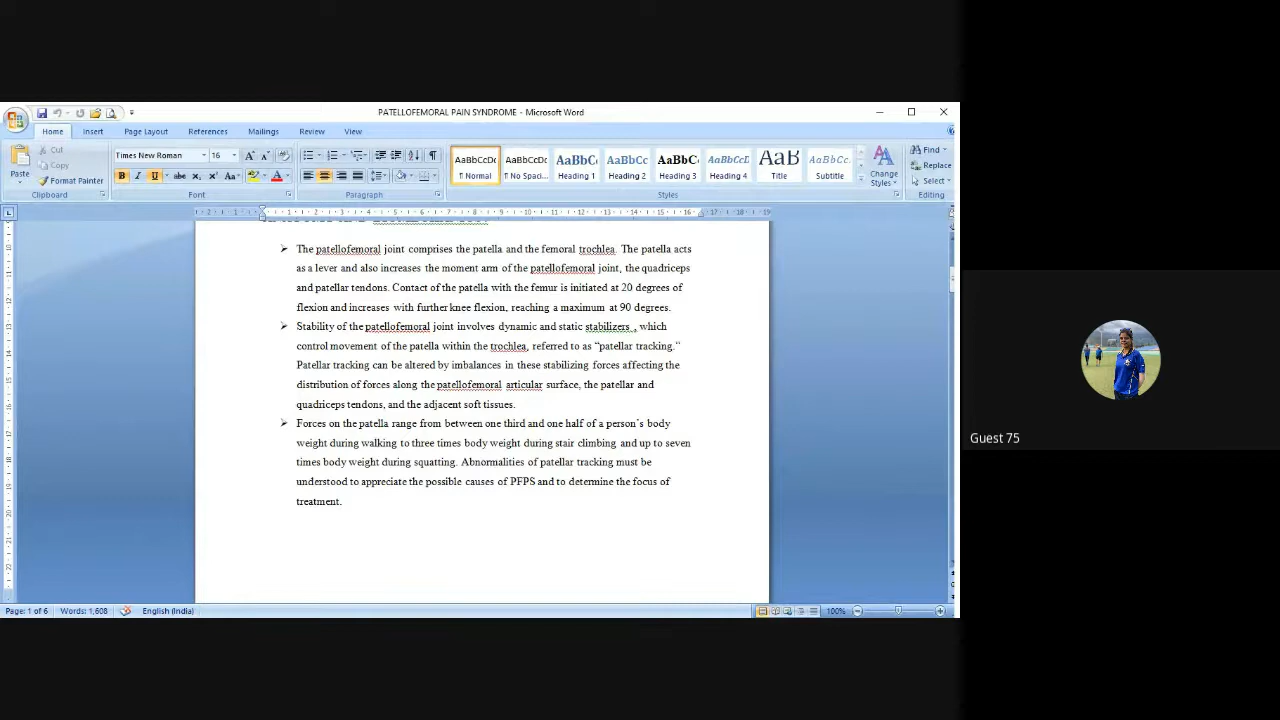 PATELLOFEMORAL PAIN SYNDROME - Microsoft Word
Home Insert Page Layout References Mailings Review View
Paste
Cut
Copy
Format Painter
Clipboard
Times New Roman 16
Font
Paragraph
AaBbCcDc AaBbCcDc AaBbC AaBbCc AaBbC AaBbCcD AaB AaBbCc.
¶ Normal ¶ No Spaci... Heading 1 Heading 2 Heading 3 Heading 4 Title Subtitle
Change Styles
Styles
Find
Replace
Select
Editing
The patellofemoral joint comprises the patella and the femoral trochlea. The patella acts
as a lever and also increases the moment arm of the patellofemoral joint, the quadriceps
and patellar tendons. Contact of the patella with the femur is initiated at 20 degrees of
flexion and increases with further knee flexion, reaching a maximum at 90 degrees.
Stability of the patellofemoral joint involves dynamic and static stabilizers , which
control movement of the patella within the trochlea, referred to as “patellar tracking.”
Patellar tracking can be altered by imbalances in these stabilizing forces affecting the
distribution of forces along the patellofemoral articular surface, the patellar and
quadriceps tendons, and the adjacent soft tissues.
Forces on the patella range from between one third and one half of a person’s body
weight during walking to three times body weight during stair climbing and up to seven
times body weight during squatting. Abnormalities of patellar tracking must be
understood to appreciate the possible causes of PFPS and to determine the focus of
treatment.
Page: 1 of 6 Words: 1,608 English (India) 100%
Guest 75